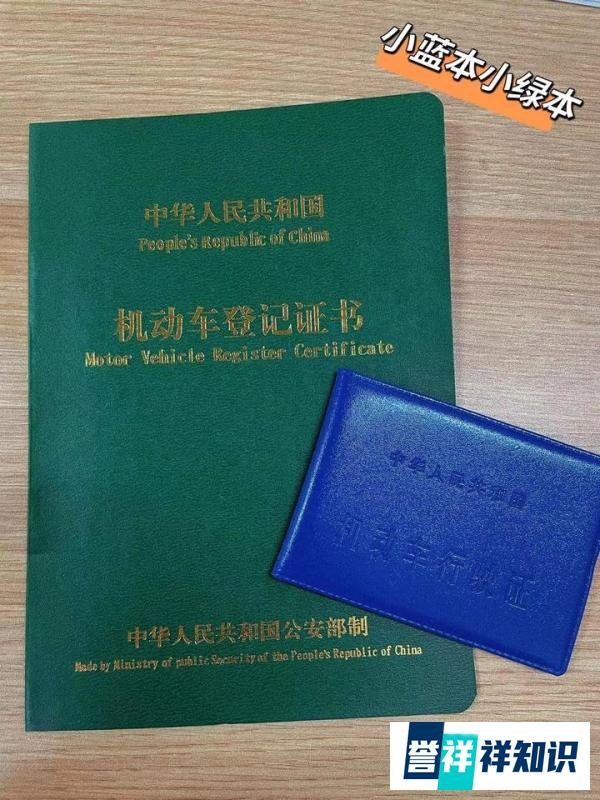 小蓝本小绿本
中华人民共和国
People's Republic of China
机动车登记证书
Motor Vehicle Register Certificate
中华人民共和国
机动车行驶证
中华人民共和国公安部制
Made by Ministry of public Security of the People's Republic of China
誉祥祥知识